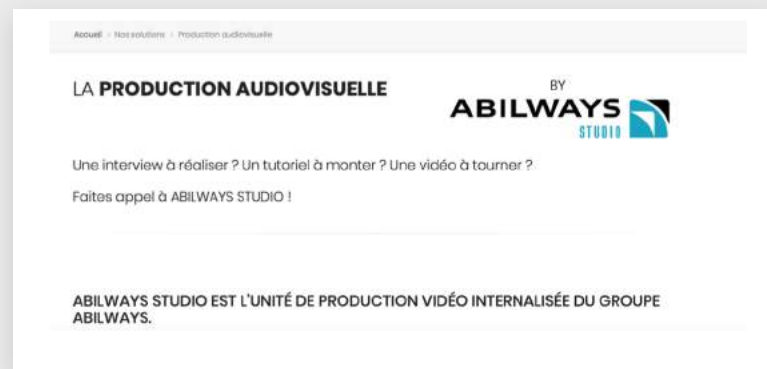 Accueil > Nos solutions > Production audiovisuelle
LA PRODUCTION AUDIOVISUELLE
BY
ABILWAYS
STUDIO
Une interview à réaliser ? Un tutoriel à monter ? Une vidéo à tourner ?
Faites appel à ABILWAYS STUDIO !
ABILWAYS STUDIO EST L'UNITÉ DE PRODUCTION VIDÉO INTERNALISÉE DU GROUPE
ABILWAYS.